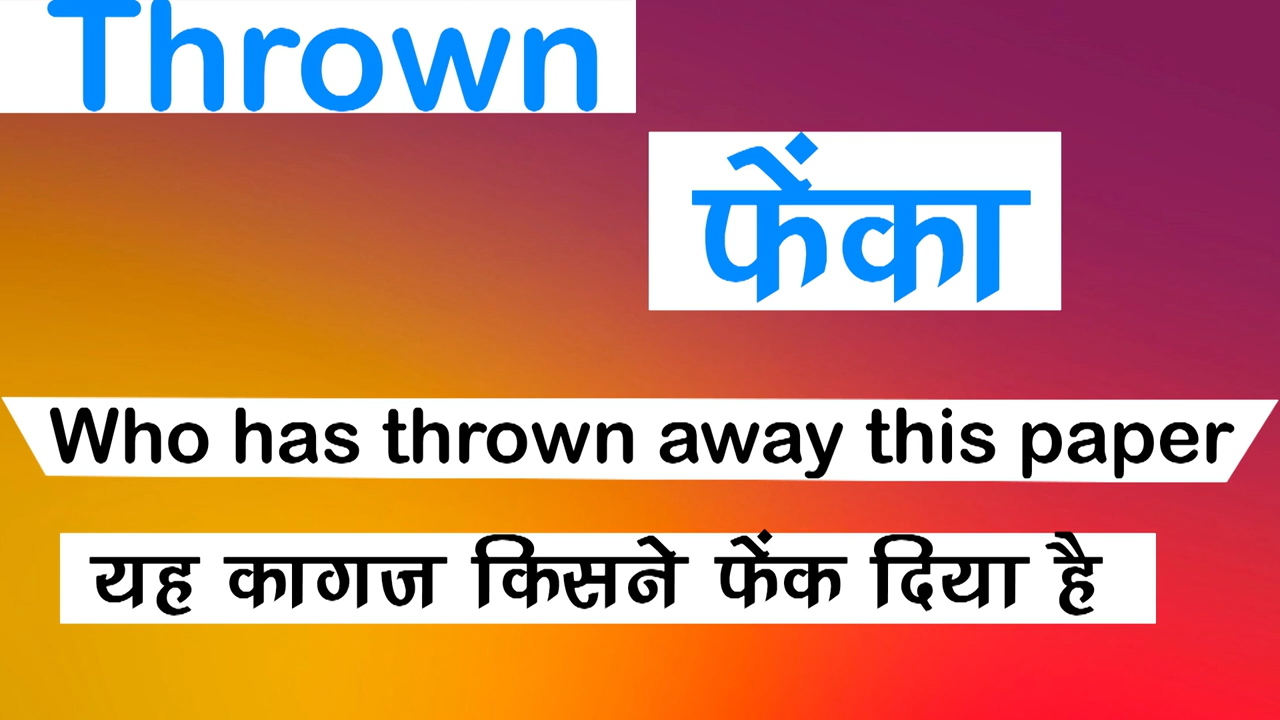 Thrown
फेंका
Who has thrown away this paper
यह कागज किसने फेंक दिया है